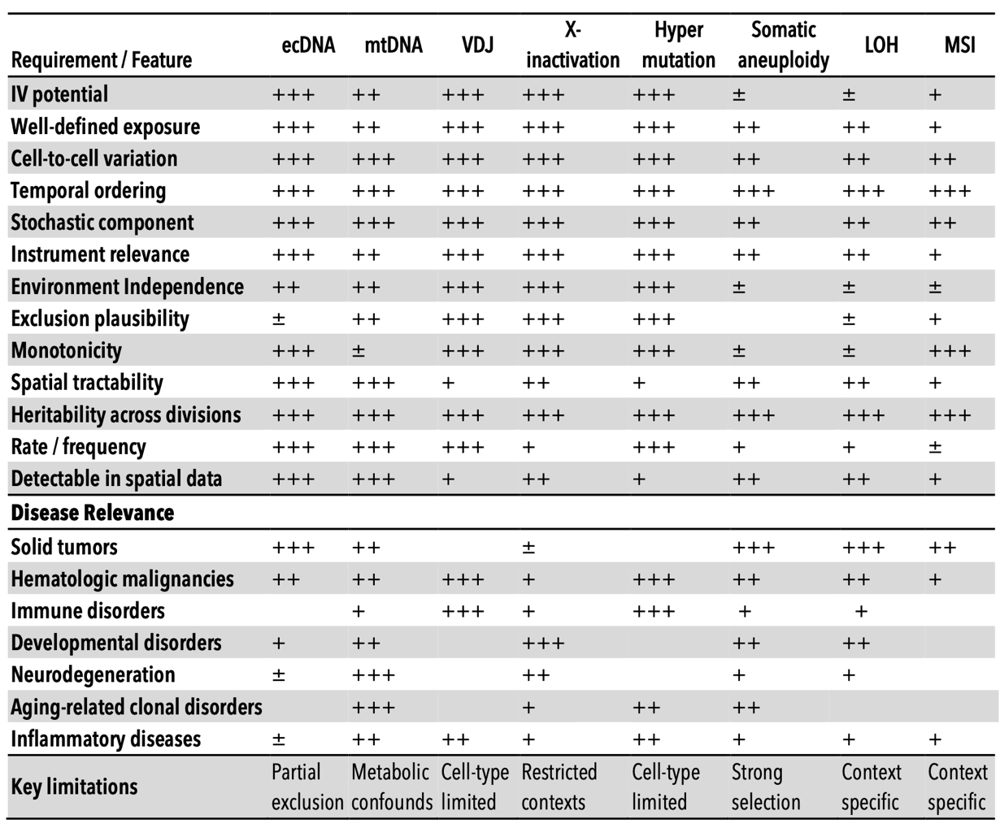 Requirement / Feature ecDNA mtDNA VDJ X-inactivation Hyper mutation Somatic aneuploidy LOH MSI
IV potential +++ ++ +++ +++ +++ ± ± +
Well-defined exposure +++ ++ +++ +++ +++ ++ ++ +
Cell-to-cell variation +++ +++ +++ +++ +++ ++ ++ ++
Temporal ordering +++ +++ +++ +++ +++ +++ +++ +++
Stochastic component +++ +++ +++ +++ +++ ++ ++ ++
Instrument relevance +++ ++ +++ +++ +++ ++ ++ +
Environment Independence ++ ++ +++ +++ +++ ± ± ±
Exclusion plausibility ± ++ +++ +++ +++ ± +
Monotonicity +++ ± +++ +++ +++ ± ± +++
Spatial tractability +++ +++ + ++ + ++ ++ +
Heritability across divisions +++ +++ +++ +++ +++ +++ +++ +++
Rate / frequency +++ +++ +++ + +++ + + ±
Detectable in spatial data +++ +++ + ++ + ++ ++ +
Disease Relevance
Solid tumors +++ ++ ± +++ +++ ++
Hematologic malignancies ++ ++ +++ + +++ ++ ++ +
Immune disorders + +++ + +++ + +
Developmental disorders + ++ +++ ++ ++
Neurodegeneration ± +++ ++ + +
Aging-related clonal disorders +++ + ++ ++
Inflammatory diseases ± ++ ++ + ++ + + +
Key limitations Partial exclusion Metabolic confounds Cell-type limited Restricted contexts Cell-type limited Strong selection Context specific Context specific